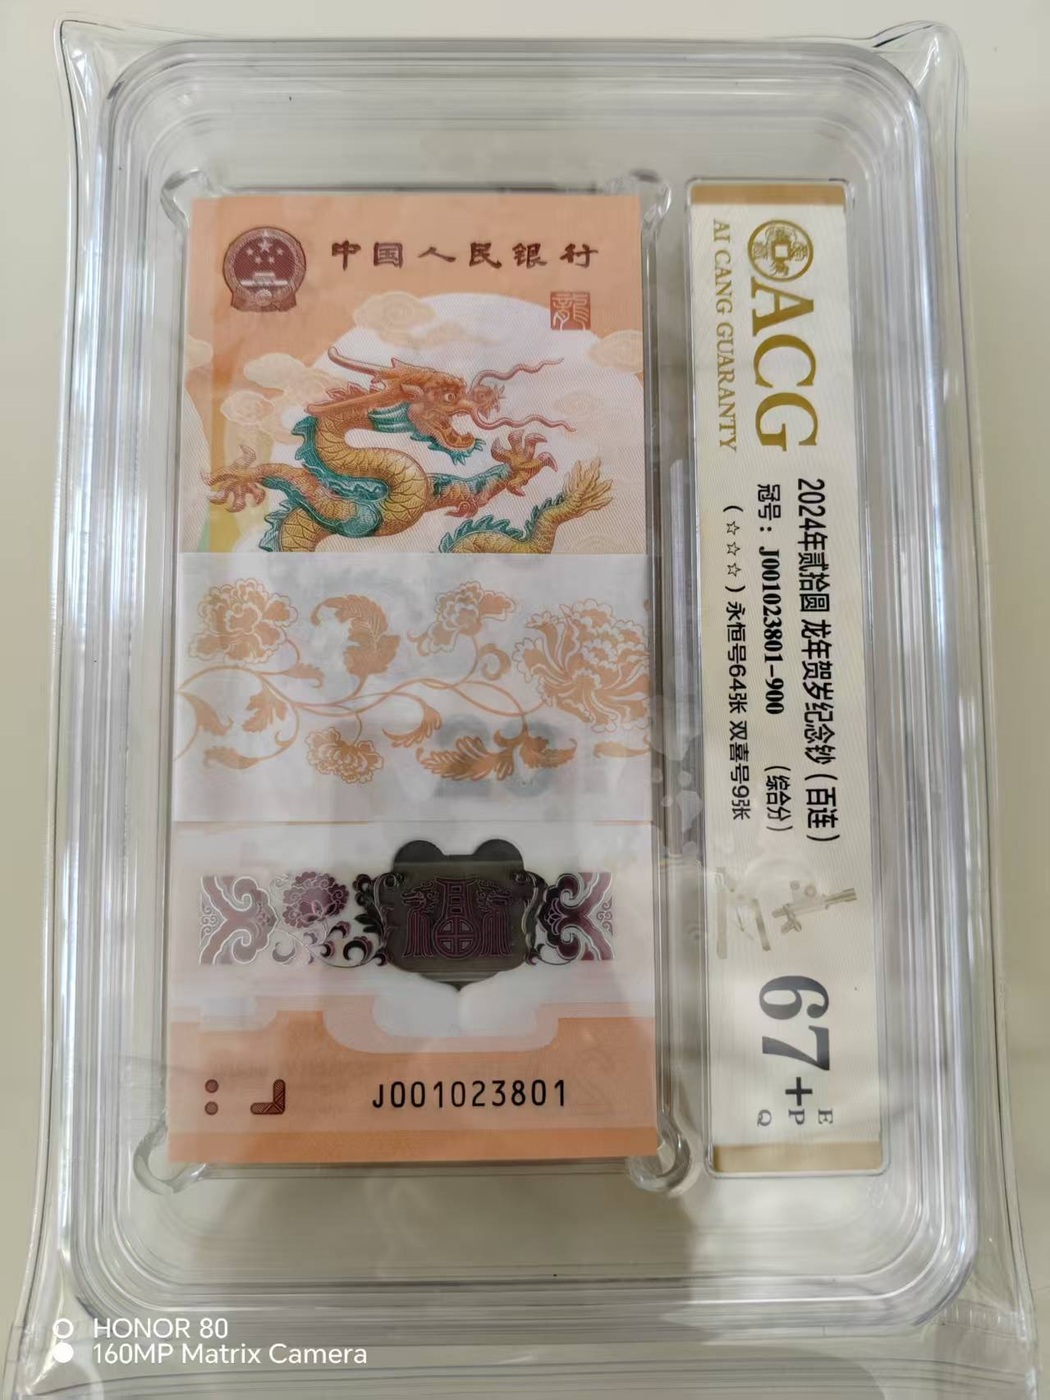 中国人民银行
龍
J001023801
ACG
AI CANG GUARANTY
2024年贰拾圆 龙年贺岁纪念钞（百连）
冠号：J001023801-900 （综合分）
（☆☆☆）永恒号64张 双喜号9张
67+
E
P
Q
HONOR 80
160MP Matrix Camera